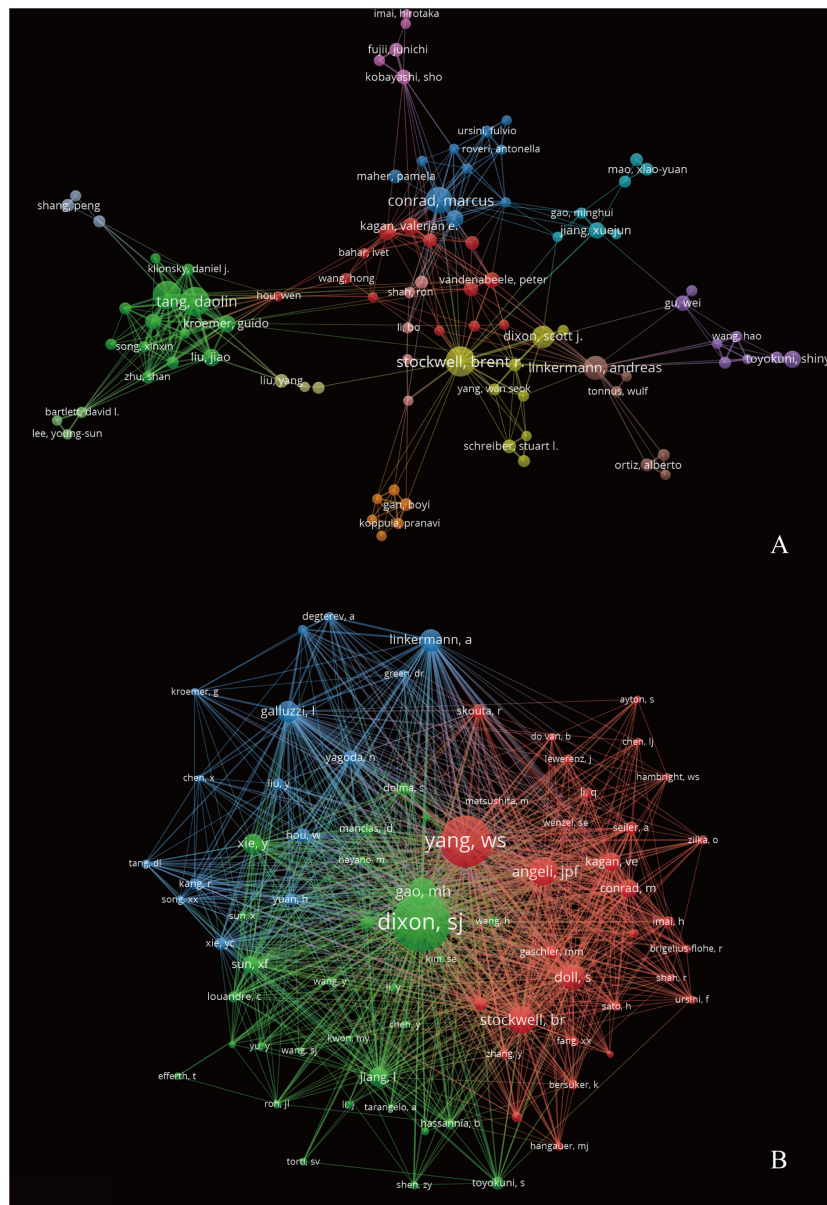 imai, hirotaka
fujii, junichi
kobayashi, sho
ursini, fulvio
roveri, antonella
mao, xiao-yuan
maher, pamela
shang, peng
conrad, marcus
gao, minghui
kagan, valerian e.
jiang, xuejun
bahar, ivet
klionsky, daniel j.
wang, hong
vandenabeele, peter
shah, ron
hou, wen
tang, daolin
gu, wei
kroemer, guido
li, bo
dixon, scott j.
wang, hao
song, xinxin
liu, jiao
stockwell, brent r.
linkermann, andreas
toyokuni, shiny
zhu, shan
liu, yang
yang, wan seok
tonnus, wulf
bartlett, david l.
lee, young-sun
schreiber, stuart l.
ortiz, alberto
gan, boyi
koppula, pranavi
A
degterev, a
linkermann, a
green, dr
kroemer, g
ayton, s
galluzzi, l
skouta, r
do van, b
chen, lj
yagoda, n
lewerenz, j
chen, x
liu, y
hambright, ws
dolma, s
li, q
matsushita, m
mancias, jd
wenzel, se
seiler, a
hou, w
yang, ws
zilka, o
xie, y
hayano, m
tang, dl
kagan, ve
angeli, jpf
kang, r
gao, mh
conrad, m
song, xx
yuan, h
sun, x
dixon, sj
wang, h
imai, h
xie, yc
gaschler, mm
brigelius-flohe, r
kim, se
sun, xf
doll, s
shah, r
wang, y
li, y
louandre, c
sato, h
ursini, f
stockwell, br
chen, y
kwon, my
fang, xx
yu, y
wang, sj
zhang, y
efferth, t
jiang, l
bersuker, k
roh, jl
li, j
tarangelo, a
hassannia, b
hangauer, mj
torti, sv
shen, zy
toyokuni, s
B